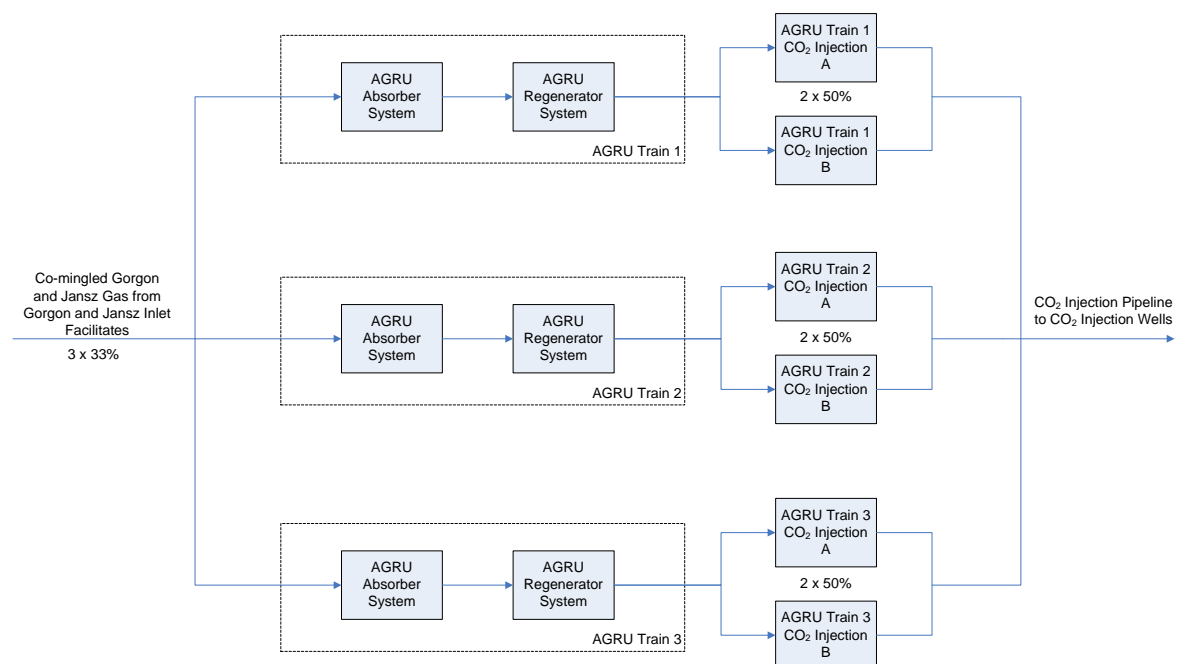 AGRU Train 1
CO₂ Injection
A
AGRU
Absorber
System
AGRU
Regenerator
System
2 x 50%
AGRU Train 1
CO₂ Injection
B
AGRU Train 1
Co-mingled Gorgon
and Jansz Gas from
Gorgon and Jansz Inlet
Facilitates
3 x 33%
AGRU Train 2
CO₂ Injection
A
AGRU
Absorber
System
AGRU
Regenerator
System
2 x 50%
AGRU Train 2
CO₂ Injection
B
AGRU Train 2
CO₂ Injection Pipeline
to CO₂ Injection Wells
AGRU Train 3
CO₂ Injection
A
AGRU
Absorber
System
AGRU
Regenerator
System
2 x 50%
AGRU Train 3
CO₂ Injection
B
AGRU Train 3